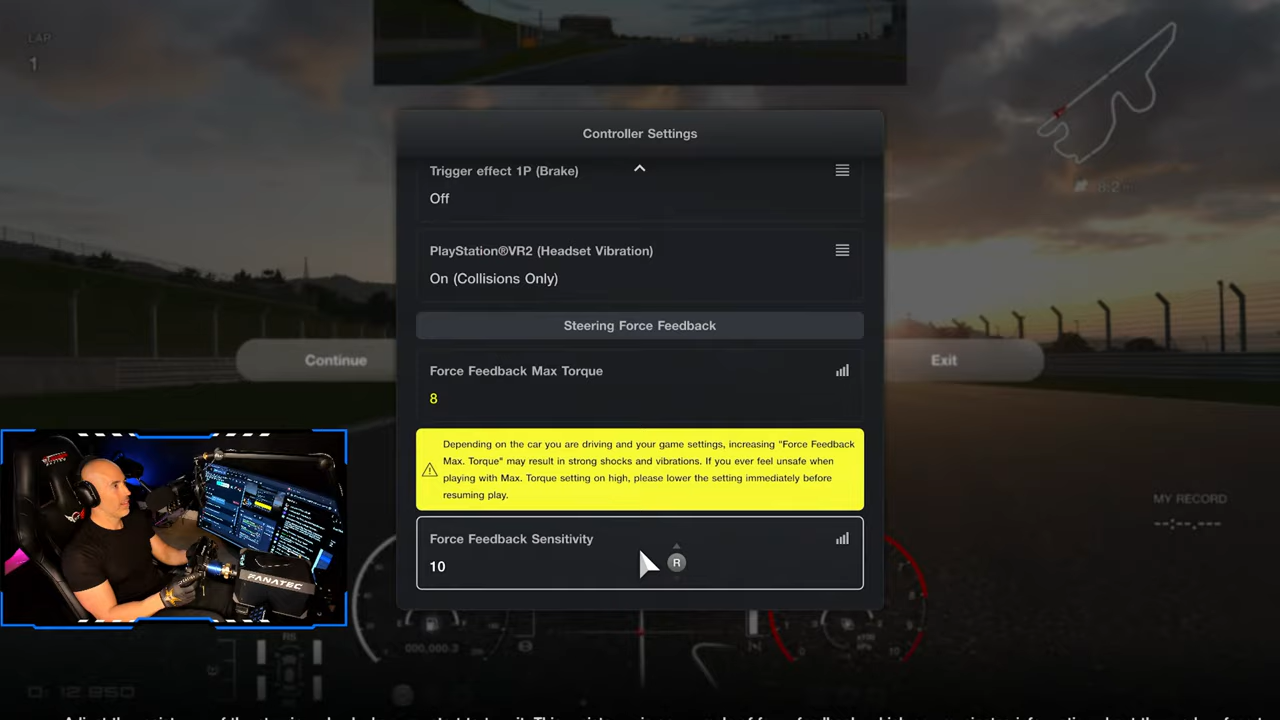 LAP
1
Controller Settings
Trigger effect 1P (Brake)
Off
PlayStation®VR2 (Headset Vibration)
On (Collisions Only)
Steering Force Feedback
Continue
Exit
Force Feedback Max Torque
8
Depending on the car you are driving and your game settings, increasing "Force Feedback
Max. Torque" may result in strong shocks and vibrations. If you ever feel unsafe when
playing with Max. Torque setting on high, please lower the setting immediately before
resuming play.
MY RECORD
--:--.---
Force Feedback Sensitivity
10
R
FANATEC
RS